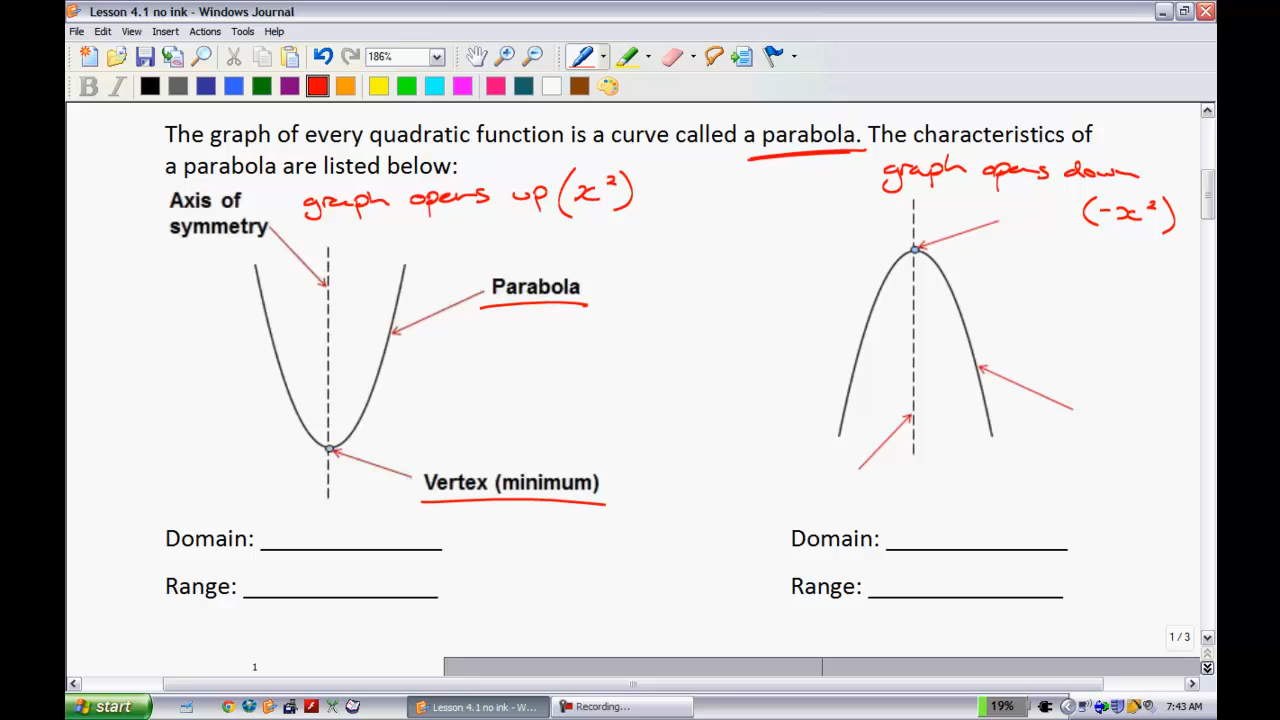 Lesson 4.1 no ink - Windows Journal
File Edit View Insert Actions Tools Help
186%
B I
The graph of every quadratic function is a curve called a parabola. The characteristics of
a parabola are listed below:
graph opens up (x²)
graph opens down
(-x²)
Axis of
symmetry
Parabola
Vertex (minimum)
Domain: ______________
Range: _______________
Domain: ______________
Range: _______________
1 / 3
1
start
Lesson 4.1 no ink - W...
Recording...
19%
7:43 AM